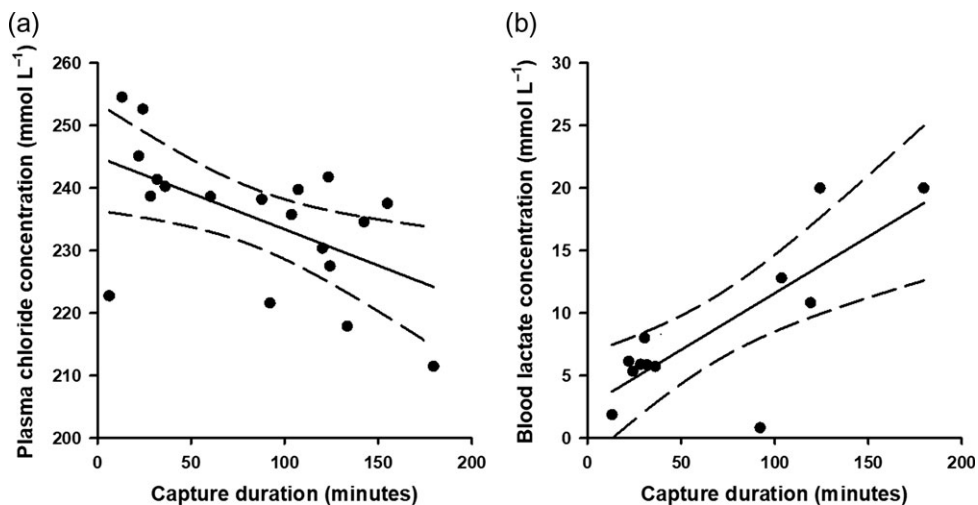 (a)
Plasma chloride concentration (mmol L⁻¹)
260
250
240
230
220
210
200
0 50 100 150 200
Capture duration (minutes)
(b)
Blood lactate concentration (mmol L⁻¹)
30
25
20
15
10
5
0
0 50 100 150 200
Capture duration (minutes)